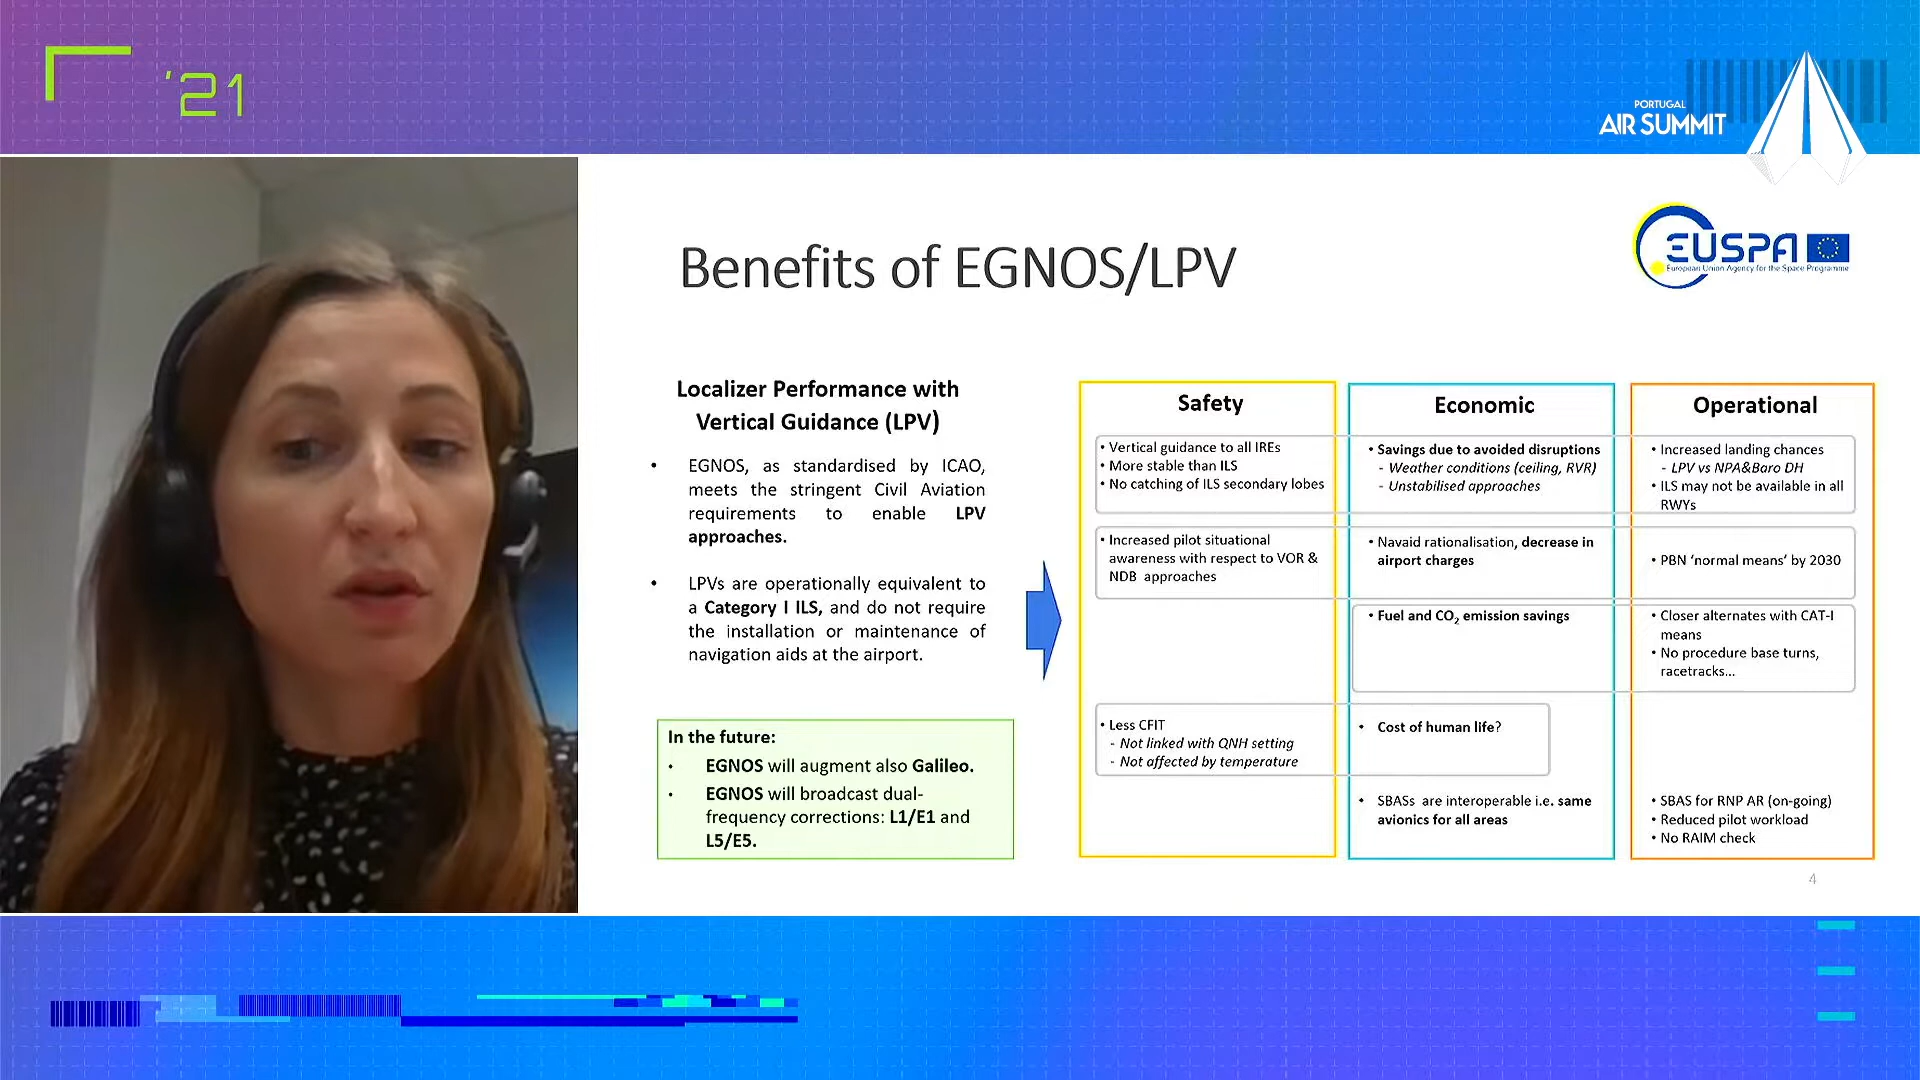 '21
PORTUGAL
AIR SUMMIT
EUSPA
European Union Agency for the Space Programme
Benefits of EGNOS/LPV
Localizer Performance with
Vertical Guidance (LPV)
• EGNOS, as standardised by ICAO,
meets the stringent Civil Aviation
requirements to enable LPV
approaches.
• LPVs are operationally equivalent to
a Category I ILS, and do not require
the installation or maintenance of
navigation aids at the airport.
In the future:
• EGNOS will augment also Galileo.
• EGNOS will broadcast dual-
frequency corrections: L1/E1 and
L5/E5.
Safety
• Vertical guidance to all IREs
• More stable than ILS
• No catching of ILS secondary lobes
• Increased pilot situational
awareness with respect to VOR &
NDB approaches
• Less CFIT
- Not linked with QNH setting
- Not affected by temperature
Economic
• Savings due to avoided disruptions
- Weather conditions (ceiling, RVR)
- Unstabilised approaches
• Navaid rationalisation, decrease in
airport charges
• Fuel and CO₂ emission savings
• Cost of human life?
• SBASs are interoperable i.e. same
avionics for all areas
Operational
• Increased landing chances
- LPV vs NPA&Baro DH
• ILS may not be available in all
RWYs
• PBN ‘normal means’ by 2030
• Closer alternates with CAT-I
means
• No procedure base turns,
racetracks...
• SBAS for RNP AR (on-going)
• Reduced pilot workload
• No RAIM check
4